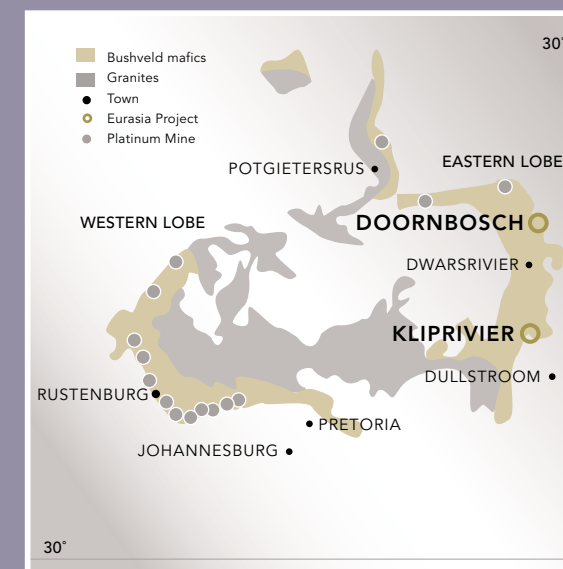 30°
Bushveld mafics
Granites
Town
Eurasia Project
Platinum Mine
EASTERN LOBE
POTGIETERSRUS
WESTERN LOBE
DOORNBOSCH
DWARSRIVIER
KLIPRIVIER
DULLSTROOM
RUSTENBURG
PRETORIA
JOHANNESBURG
30°